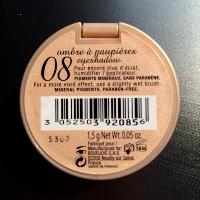 ombre à paupières
08 eyeshadow
Pour encore plus d'éclat,
humidifier l'applicateur.
PIGMENTS MINÉRAUX, SANS PARABÈNE.
For a more vivid effect, use a slightly wet brush.
MINERAL PIGMENTS, PARABEN-FREE.
3 052503 920856
5302
1,5 g Net Wt. 0.05 oz.
Fabriqué par /
Manufactured for
BOURJOIS S.A.S
92200 Neuilly sur Seine,
France